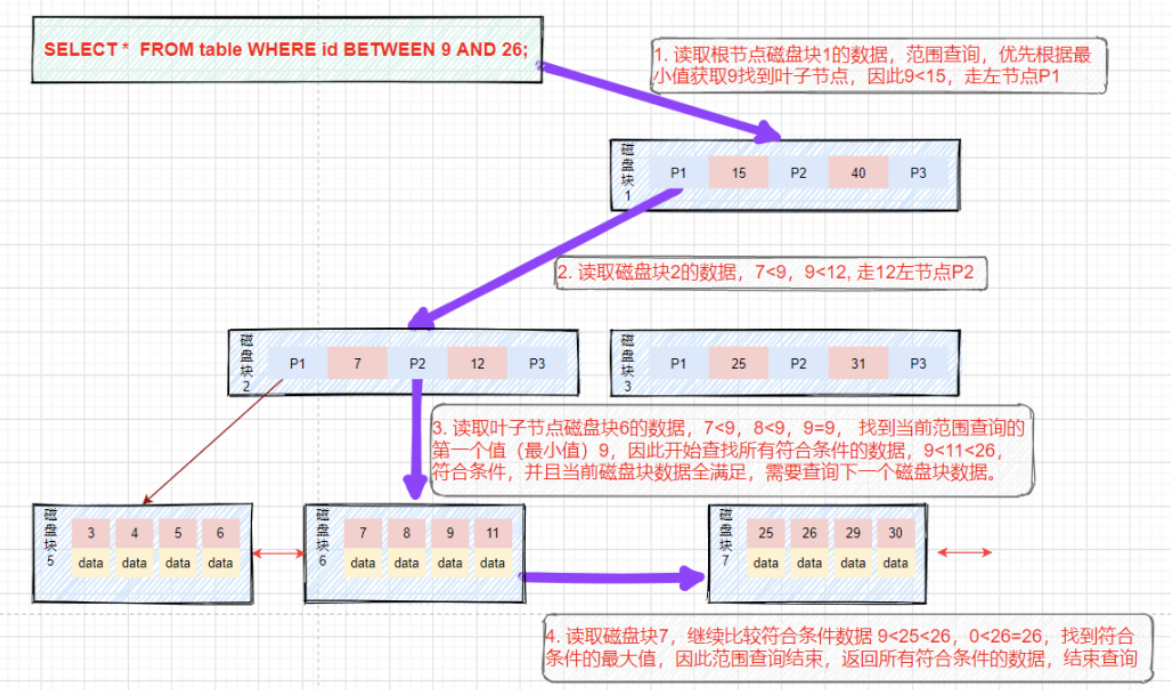 SELECT * FROM table WHERE id BETWEEN 9 AND 26;
1. 读取根节点磁盘块1的数据，范围查询，优先根据最
小值获取9找到叶子节点，因此9<15，走左节点P1
磁盘块1
P1 15 P2 40 P3
2. 读取磁盘块2的数据，7<9，9<12, 走12左节点P2
磁盘块2
P1 7 P2 12 P3
磁盘块3
P1 25 P2 31 P3
3. 读取叶子节点磁盘块6的数据，7<9，8<9，9=9， 找到当前范围查询的
第一个值（最小值）9，因此开始查找所有符合条件的数据，9<11<26，
符合条件，并且当前磁盘块数据全满足，需要查询下一个磁盘块数据。
磁盘块5
3 4 5 6
data data data data
磁盘块6
7 8 9 11
data data data data
磁盘块7
25 26 29 30
data data data data
4. 读取磁盘块7，继续比较符合条件数据 9<25<26，0<26=26，找到符合
条件的最大值，因此范围查询结束，返回所有符合条件的数据，结束查询